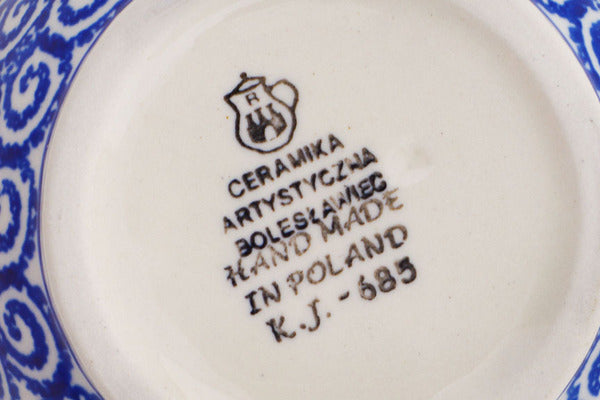 R
CERAMIKA
ARTYSTYCZNA
BOLESŁAWIEC
HAND MADE
IN POLAND
K.J. - 685